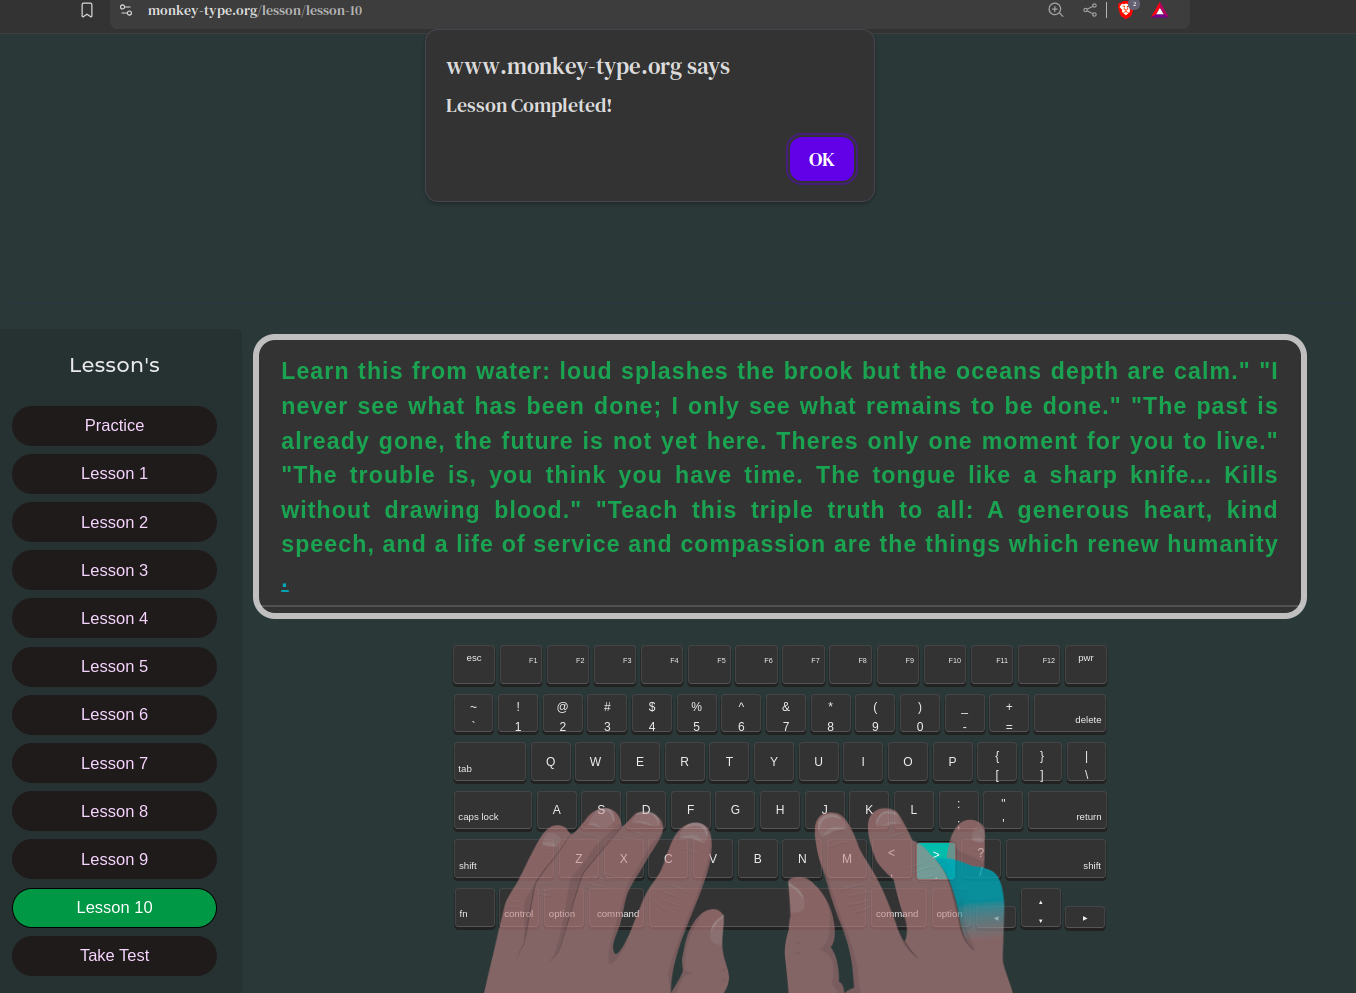 monkey-type.org/lesson/lesson-10
2
www.monkey-type.org says
Lesson Completed!
OK
Lesson's
Practice
Lesson 1
Lesson 2
Lesson 3
Lesson 4
Lesson 5
Lesson 6
Lesson 7
Lesson 8
Lesson 9
Lesson 10
Take Test
Learn this from water: loud splashes the brook but the oceans depth are calm." "I
never see what has been done; I only see what remains to be done." "The past is
already gone, the future is not yet here. Theres only one moment for you to live."
"The trouble is, you think you have time. The tongue like a sharp knife... Kills
without drawing blood." "Teach this triple truth to all: A generous heart, kind
speech, and a life of service and compassion are the things which renew humanity
.
esc F1 F2 F3 F4 F5 F6 F7 F8 F9 F10 F11 F12 pwr
~ ! @ # $ % ^ & * ( ) _ +
` 1 2 3 4 5 6 7 8 9 0 - = delete
tab Q W E R T Y U I O P { } |
[ ] \
caps lock A S D F G H J K L : " return
; '
shift Z X C V B N M < > ? shift
, . /
fn control option command command option ◂ ▴ ▾ ▸